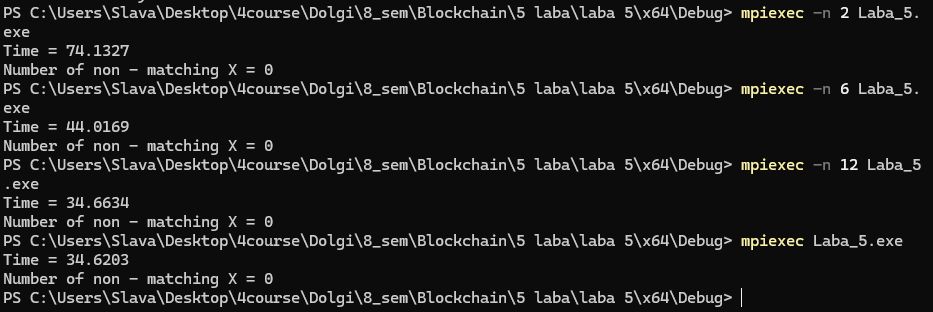 PS C:\Users\Slava\Desktop\4course\Dolgi\8_sem\Blockchain\5 laba\laba 5\x64\Debug> mpiexec -n 2 Laba_5.
exe
Time = 74.1327
Number of non - matching X = 0
PS C:\Users\Slava\Desktop\4course\Dolgi\8_sem\Blockchain\5 laba\laba 5\x64\Debug> mpiexec -n 6 Laba_5.
exe
Time = 44.0169
Number of non - matching X = 0
PS C:\Users\Slava\Desktop\4course\Dolgi\8_sem\Blockchain\5 laba\laba 5\x64\Debug> mpiexec -n 12 Laba_5
.exe
Time = 34.6634
Number of non - matching X = 0
PS C:\Users\Slava\Desktop\4course\Dolgi\8_sem\Blockchain\5 laba\laba 5\x64\Debug> mpiexec Laba_5.exe
Time = 34.6203
Number of non - matching X = 0
PS C:\Users\Slava\Desktop\4course\Dolgi\8_sem\Blockchain\5 laba\laba 5\x64\Debug>